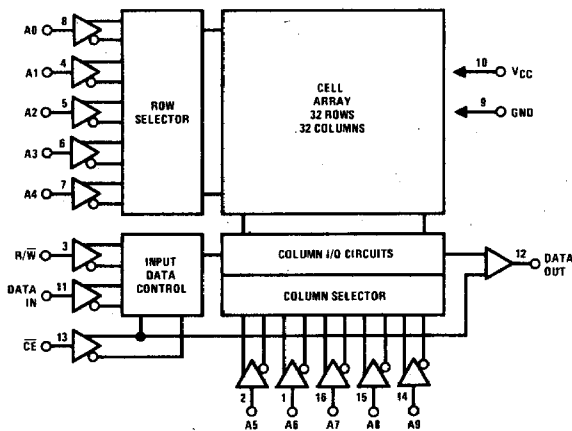 A0 8
A1 4
A2 5
A3 6
A4 7
ROW
SELECTOR
CELL
ARRAY
32 ROWS
32 COLUMNS
10 VCC
9 GND
R/W̅ 3
DATA
IN 11
C̅E̅ 13
INPUT
DATA
CONTROL
COLUMN I/O CIRCUITS
COLUMN SELECTOR
12 DATA
OUT
2 1 16 15 14
A5 A6 A7 A8 A9